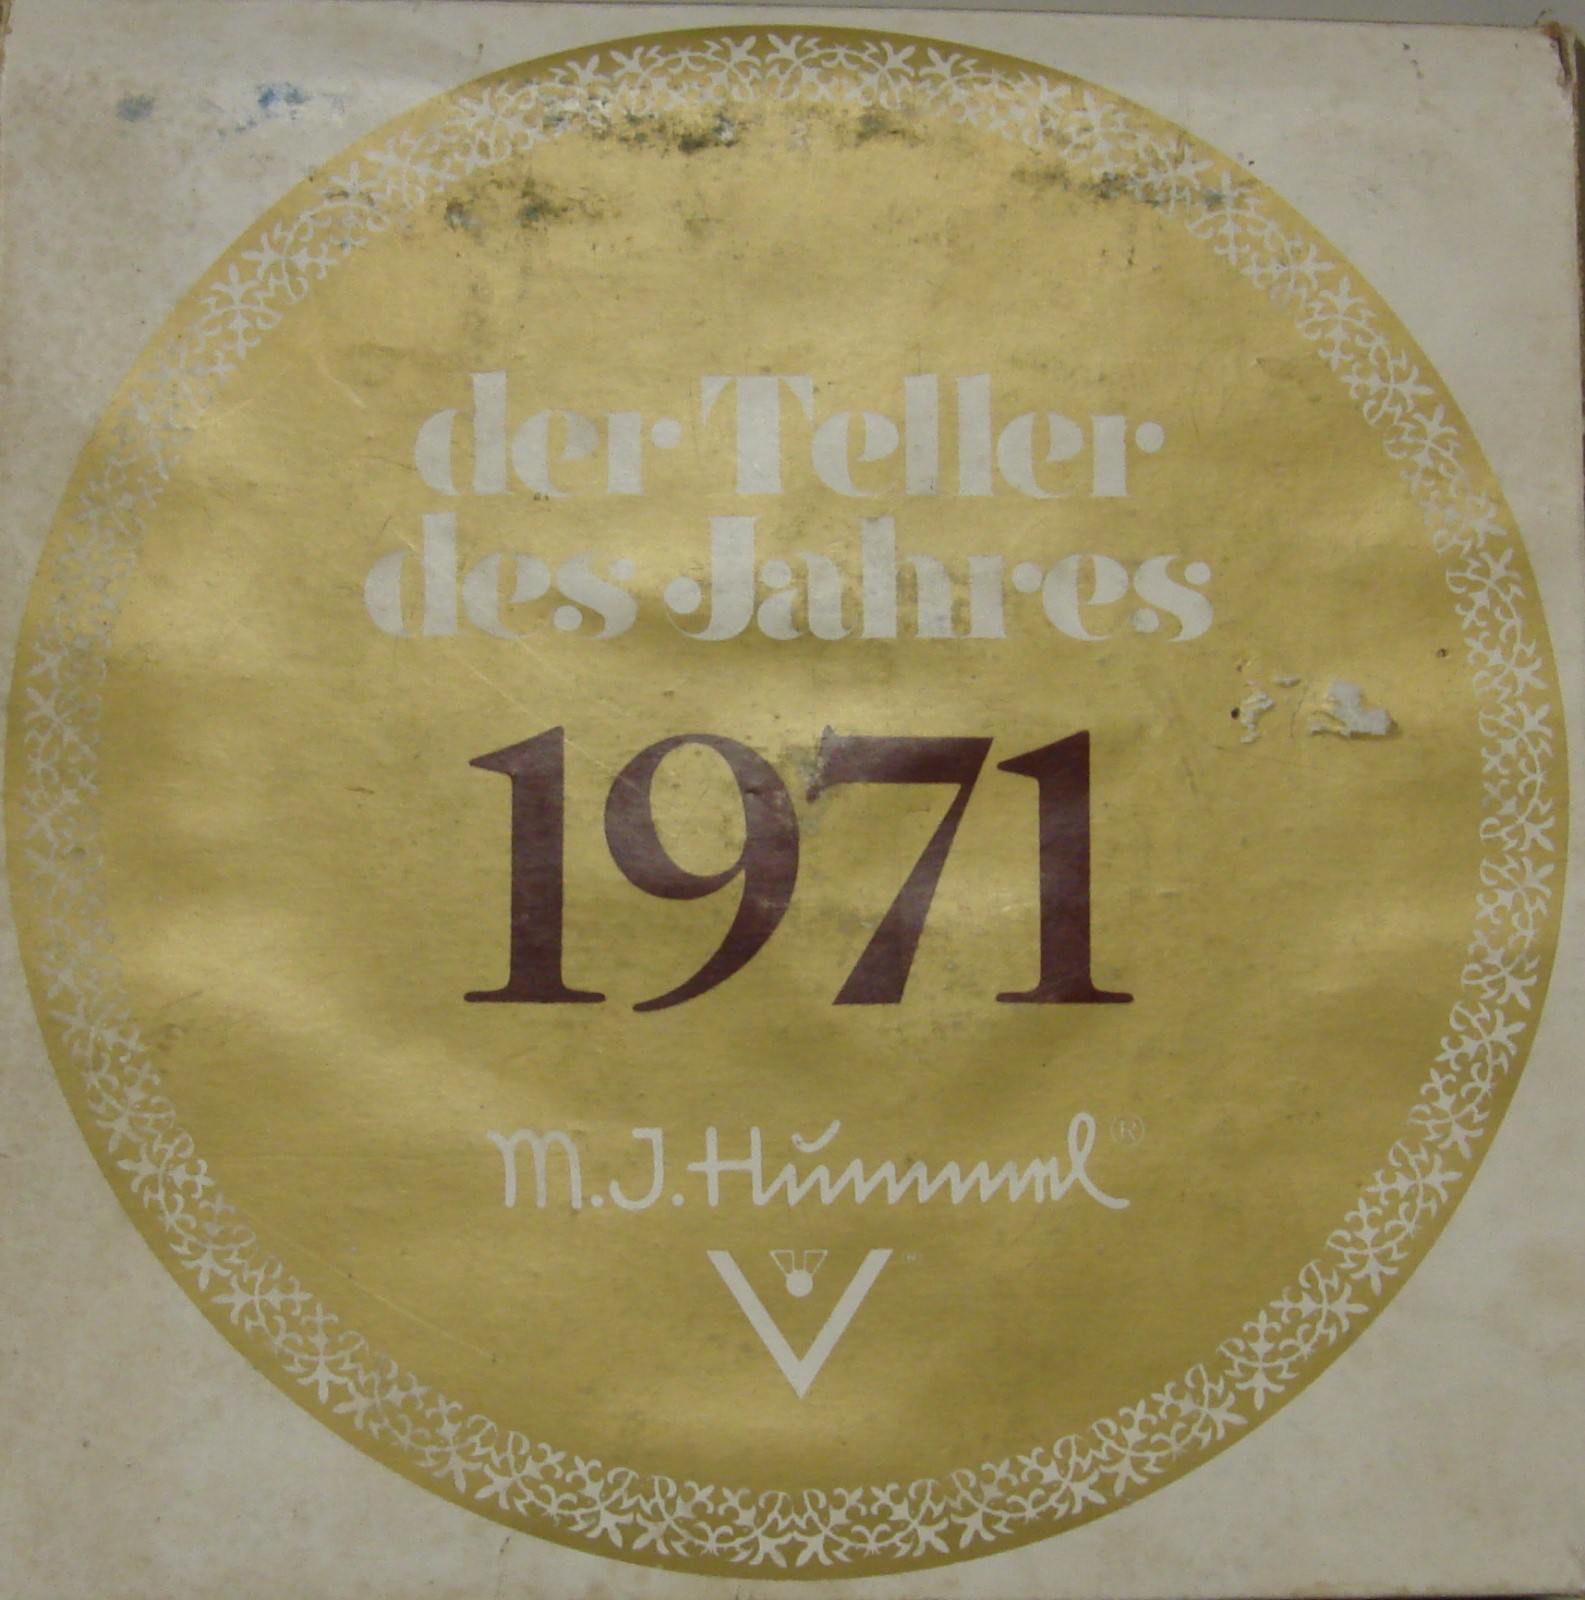 der Teller
des Jahres
1971
M.J. Hummel®
V